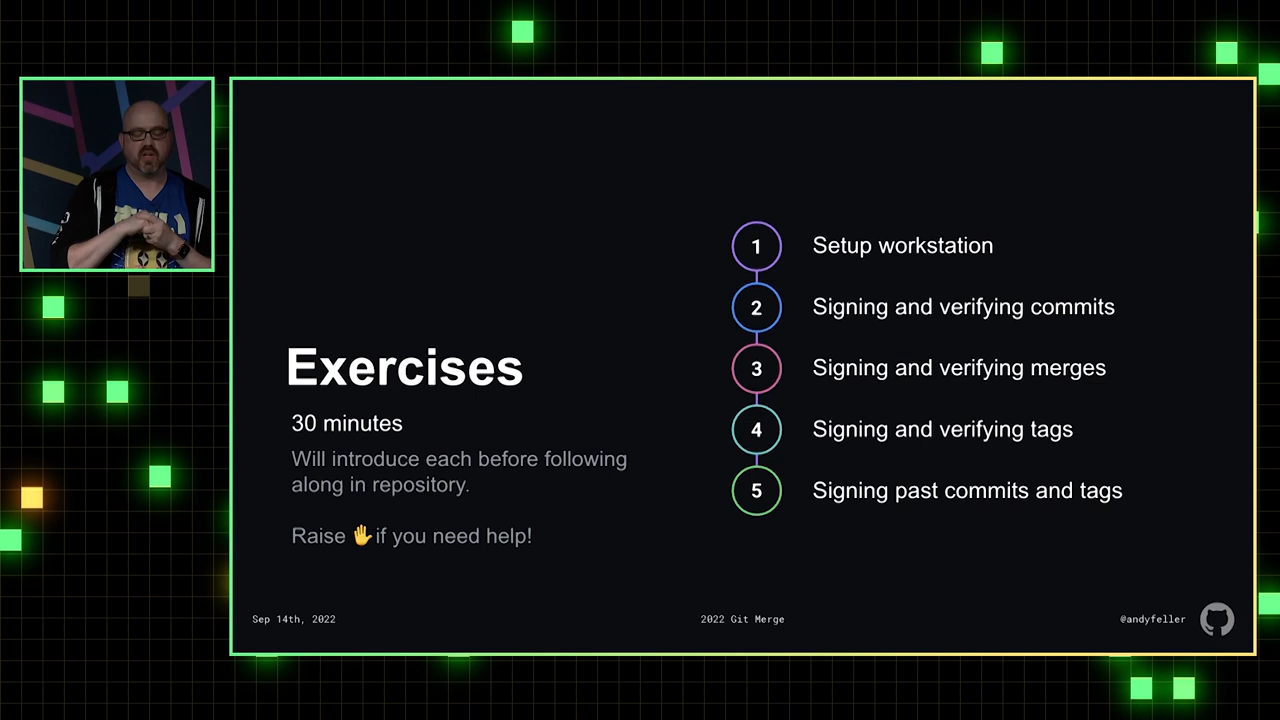 Exercises
30 minutes
Will introduce each before following
along in repository.
Raise ✋ if you need help!
1 Setup workstation
2 Signing and verifying commits
3 Signing and verifying merges
4 Signing and verifying tags
5 Signing past commits and tags
Sep 14th, 2022
2022 Git Merge
@andyfeller